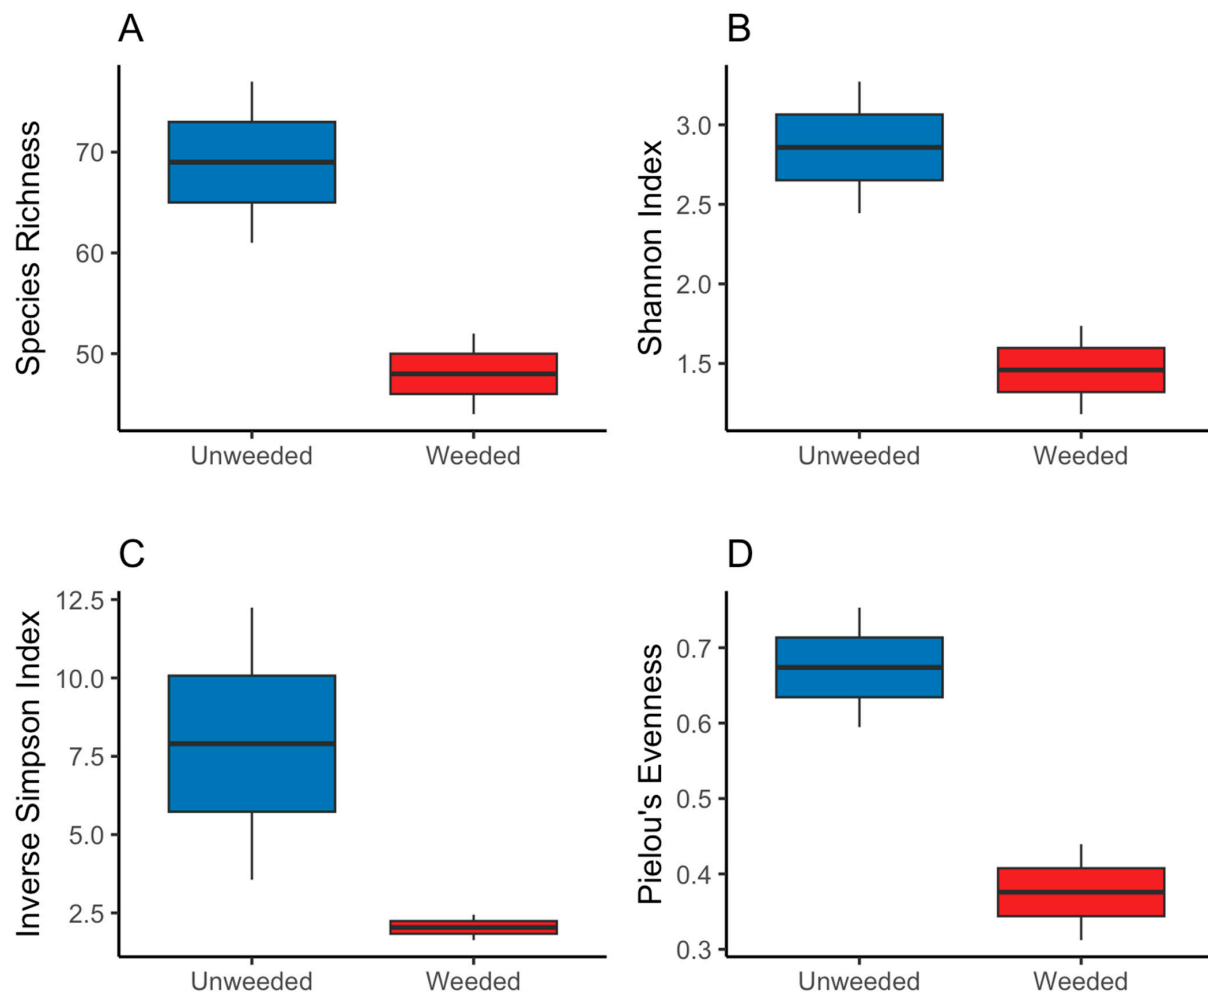 A
Species Richness
70
60
50
Unweeded Weeded
B
Shannon Index
3.0
2.5
2.0
1.5
Unweeded Weeded
C
Inverse Simpson Index
12.5
10.0
7.5
5.0
2.5
Unweeded Weeded
D
Pielou's Evenness
0.7
0.6
0.5
0.4
0.3
Unweeded Weeded